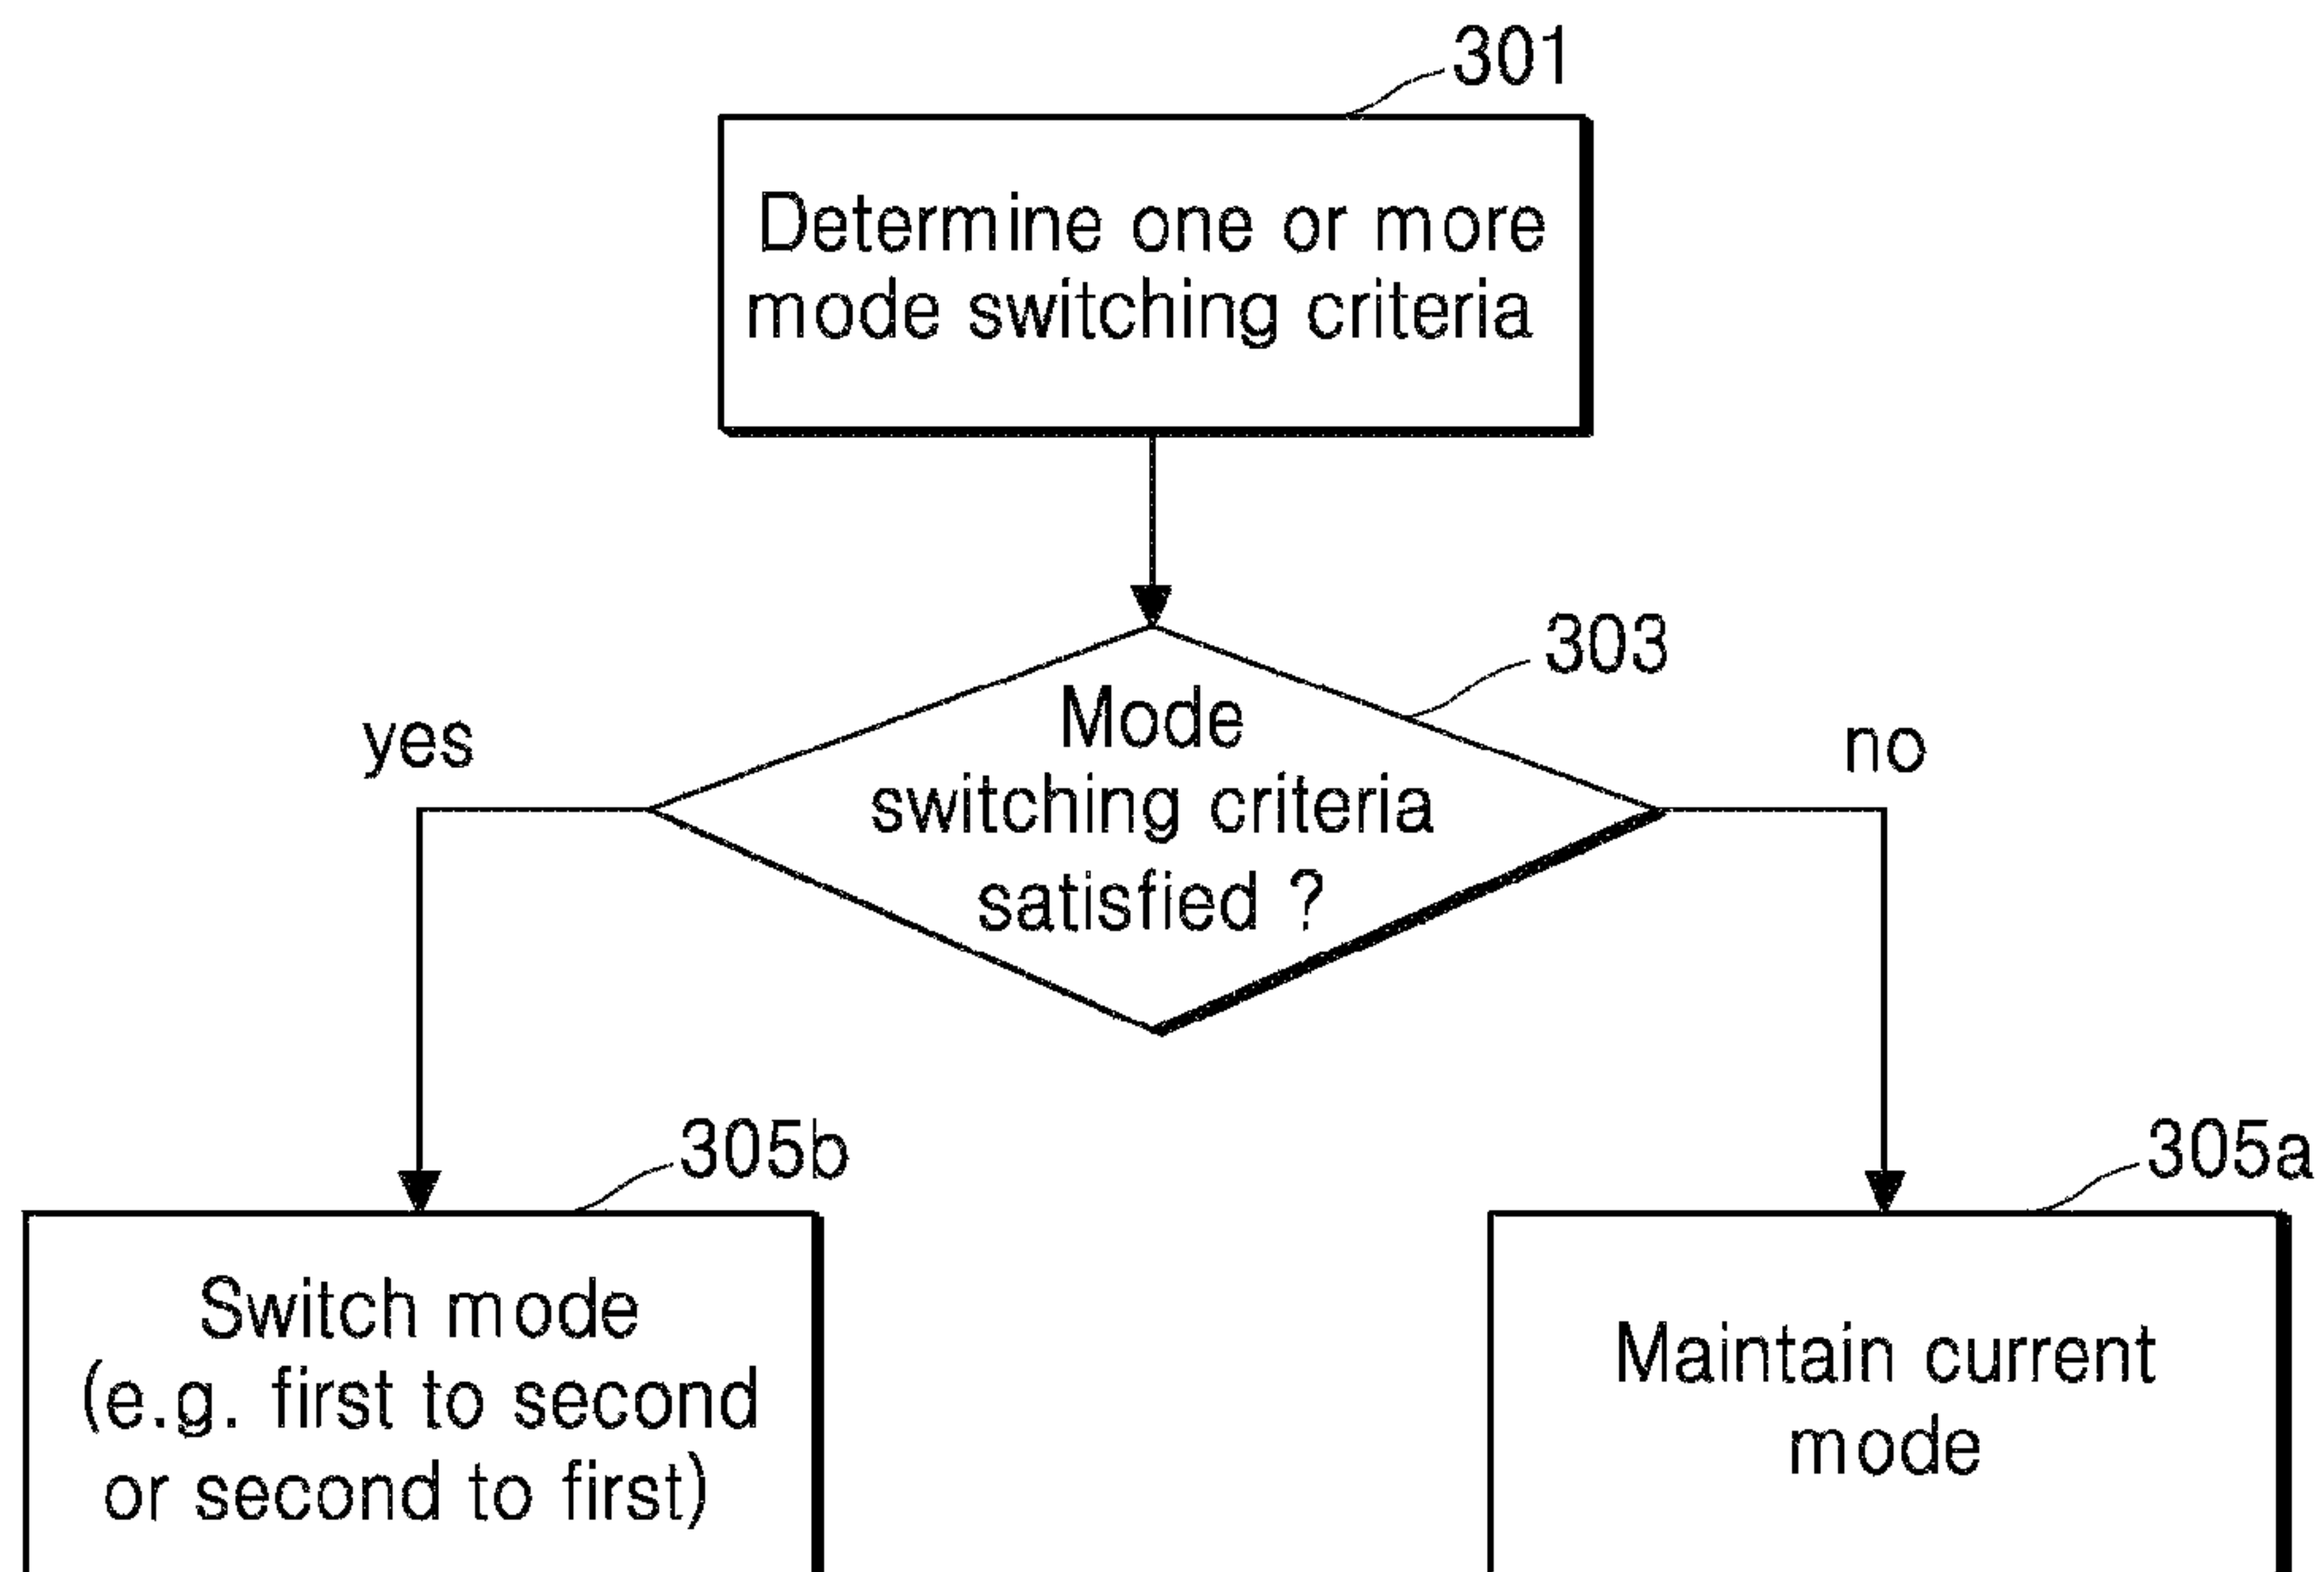 301
Determine one or more
mode switching criteria
303
Mode
switching criteria
satisfied ?
yes
no
305b
305a
Switch mode
(e.g. first to second
or second to first)
Maintain current
mode